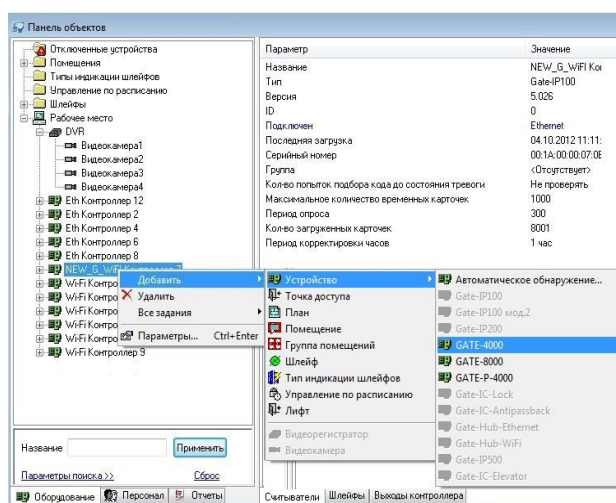 Панель объектов
Отключенные устройства
Помещения
Типы индикации шлейфов
Управление по расписанию
Шлейфы
Рабочее место
DVR
Видеокамера1
Видеокамера2
Видеокамера3
Видеокамера4
Eth Контроллер 12
Eth Контроллер 2
Eth Контроллер 4
Eth Контроллер 6
Eth Контроллер 8
NEW_G_WiFi Контроллер 7
Wi-Fi Контро
Wi-Fi Контро
Wi-Fi Контро
Wi-Fi Контро
Wi-Fi Контро
Wi-Fi Контроллер 9
Название
Применить
Параметры поиска >>
Сброс
Оборудование Персонал Отчеты
Параметр Значение
Название NEW_G_WiFI Ко
Тип Gate-IP100
Версия 5.026
ID 0
Подключен Ethernet
Последняя загрузка 04.10.2012 11:11:
Серийный номер 00:1A:00:00:07:0E
Группа <Отсутствует>
Кол-во попыток подбора кода до состояния тревоги Не проверять
Максимальное количество временных карточек 1000
Период опроса 300
Кол-во загруженных карточек 8001
Период корректировки часов 1 час
Добавить
Удалить
Все задания
Параметры... Ctrl+Enter
Устройство
Точка доступа
План
Помещение
Группа помещений
Шлейф
Тип индикации шлейфов
Управление по расписанию
Лифт
Видеорегистратор
Видеокамера
Автоматическое обнаружение...
Gate-IP100
Gate-IP100 мод.2
Gate-IP200
GATE-4000
GATE-8000
GATE-P-4000
Gate-IC-Lock
Gate-IC-Antipassback
Gate-Hub-Ethernet
Gate-Hub-WiFi
Gate-IP500
Gate-IC-Elevator
Считыватели Шлейфы Выходы контроллера